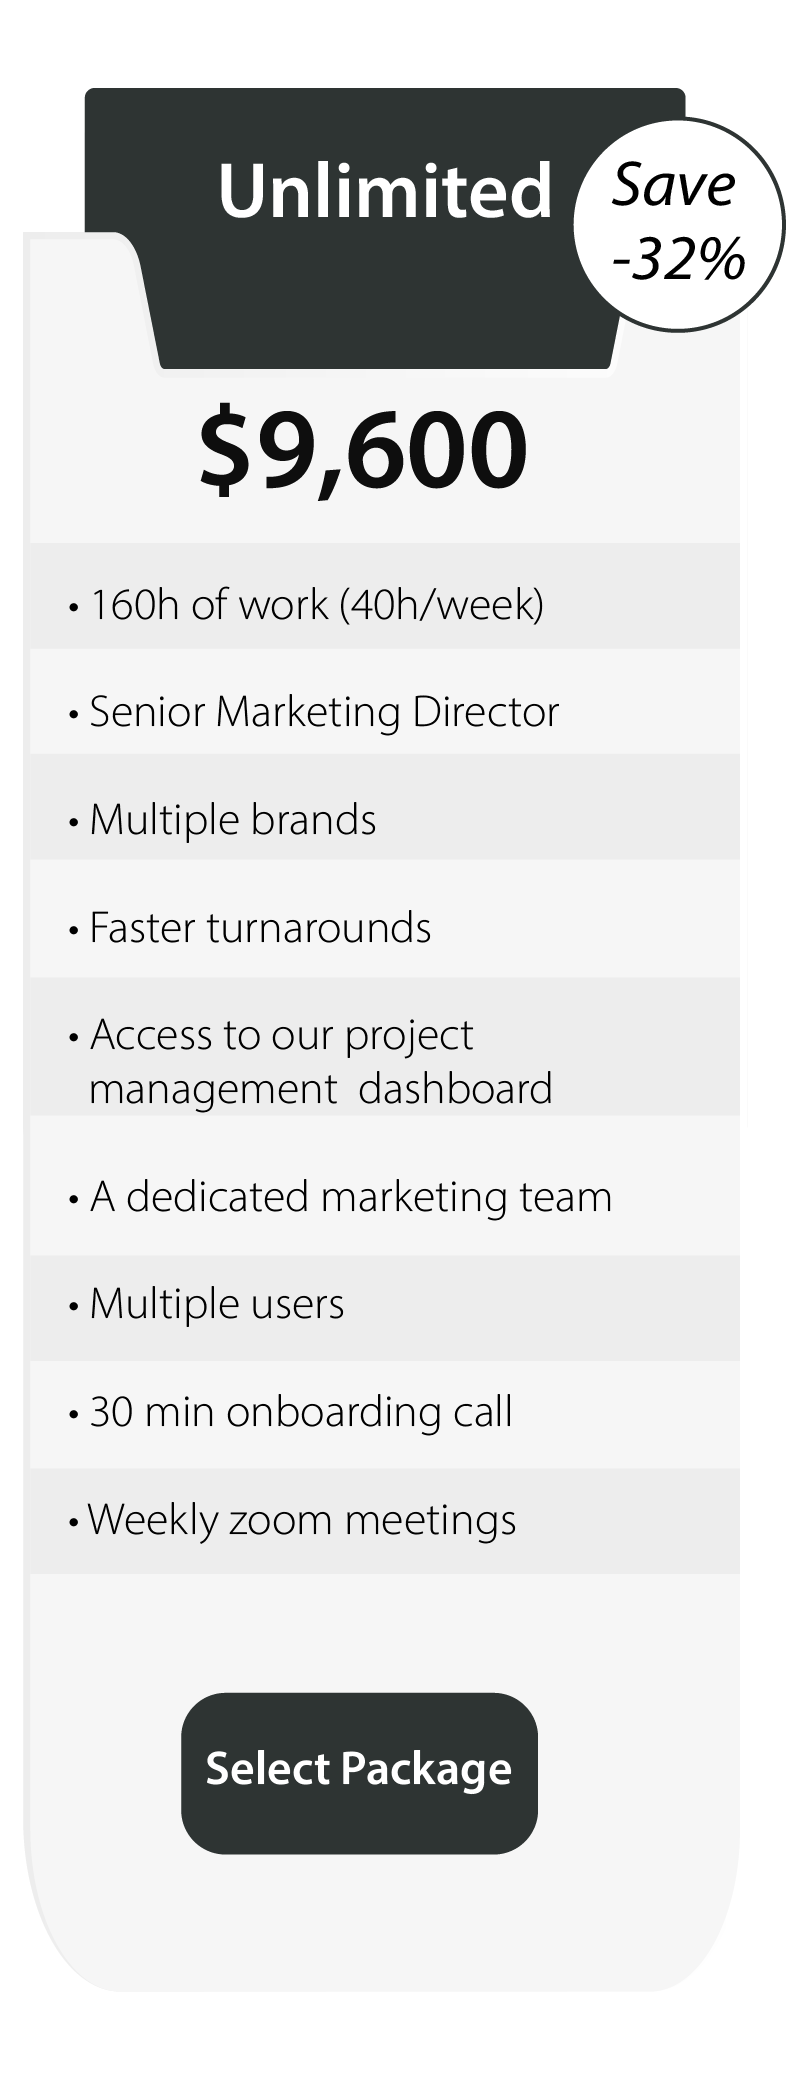 Unlimited
Save
-32%
$9,600
• 160h of work (40h/week)
• Senior Marketing Director
• Multiple brands
• Faster turnarounds
• Access to our project
management  dashboard
• A dedicated marketing team
• Multiple users
• 30 min onboarding call
• Weekly zoom meetings
Select Package